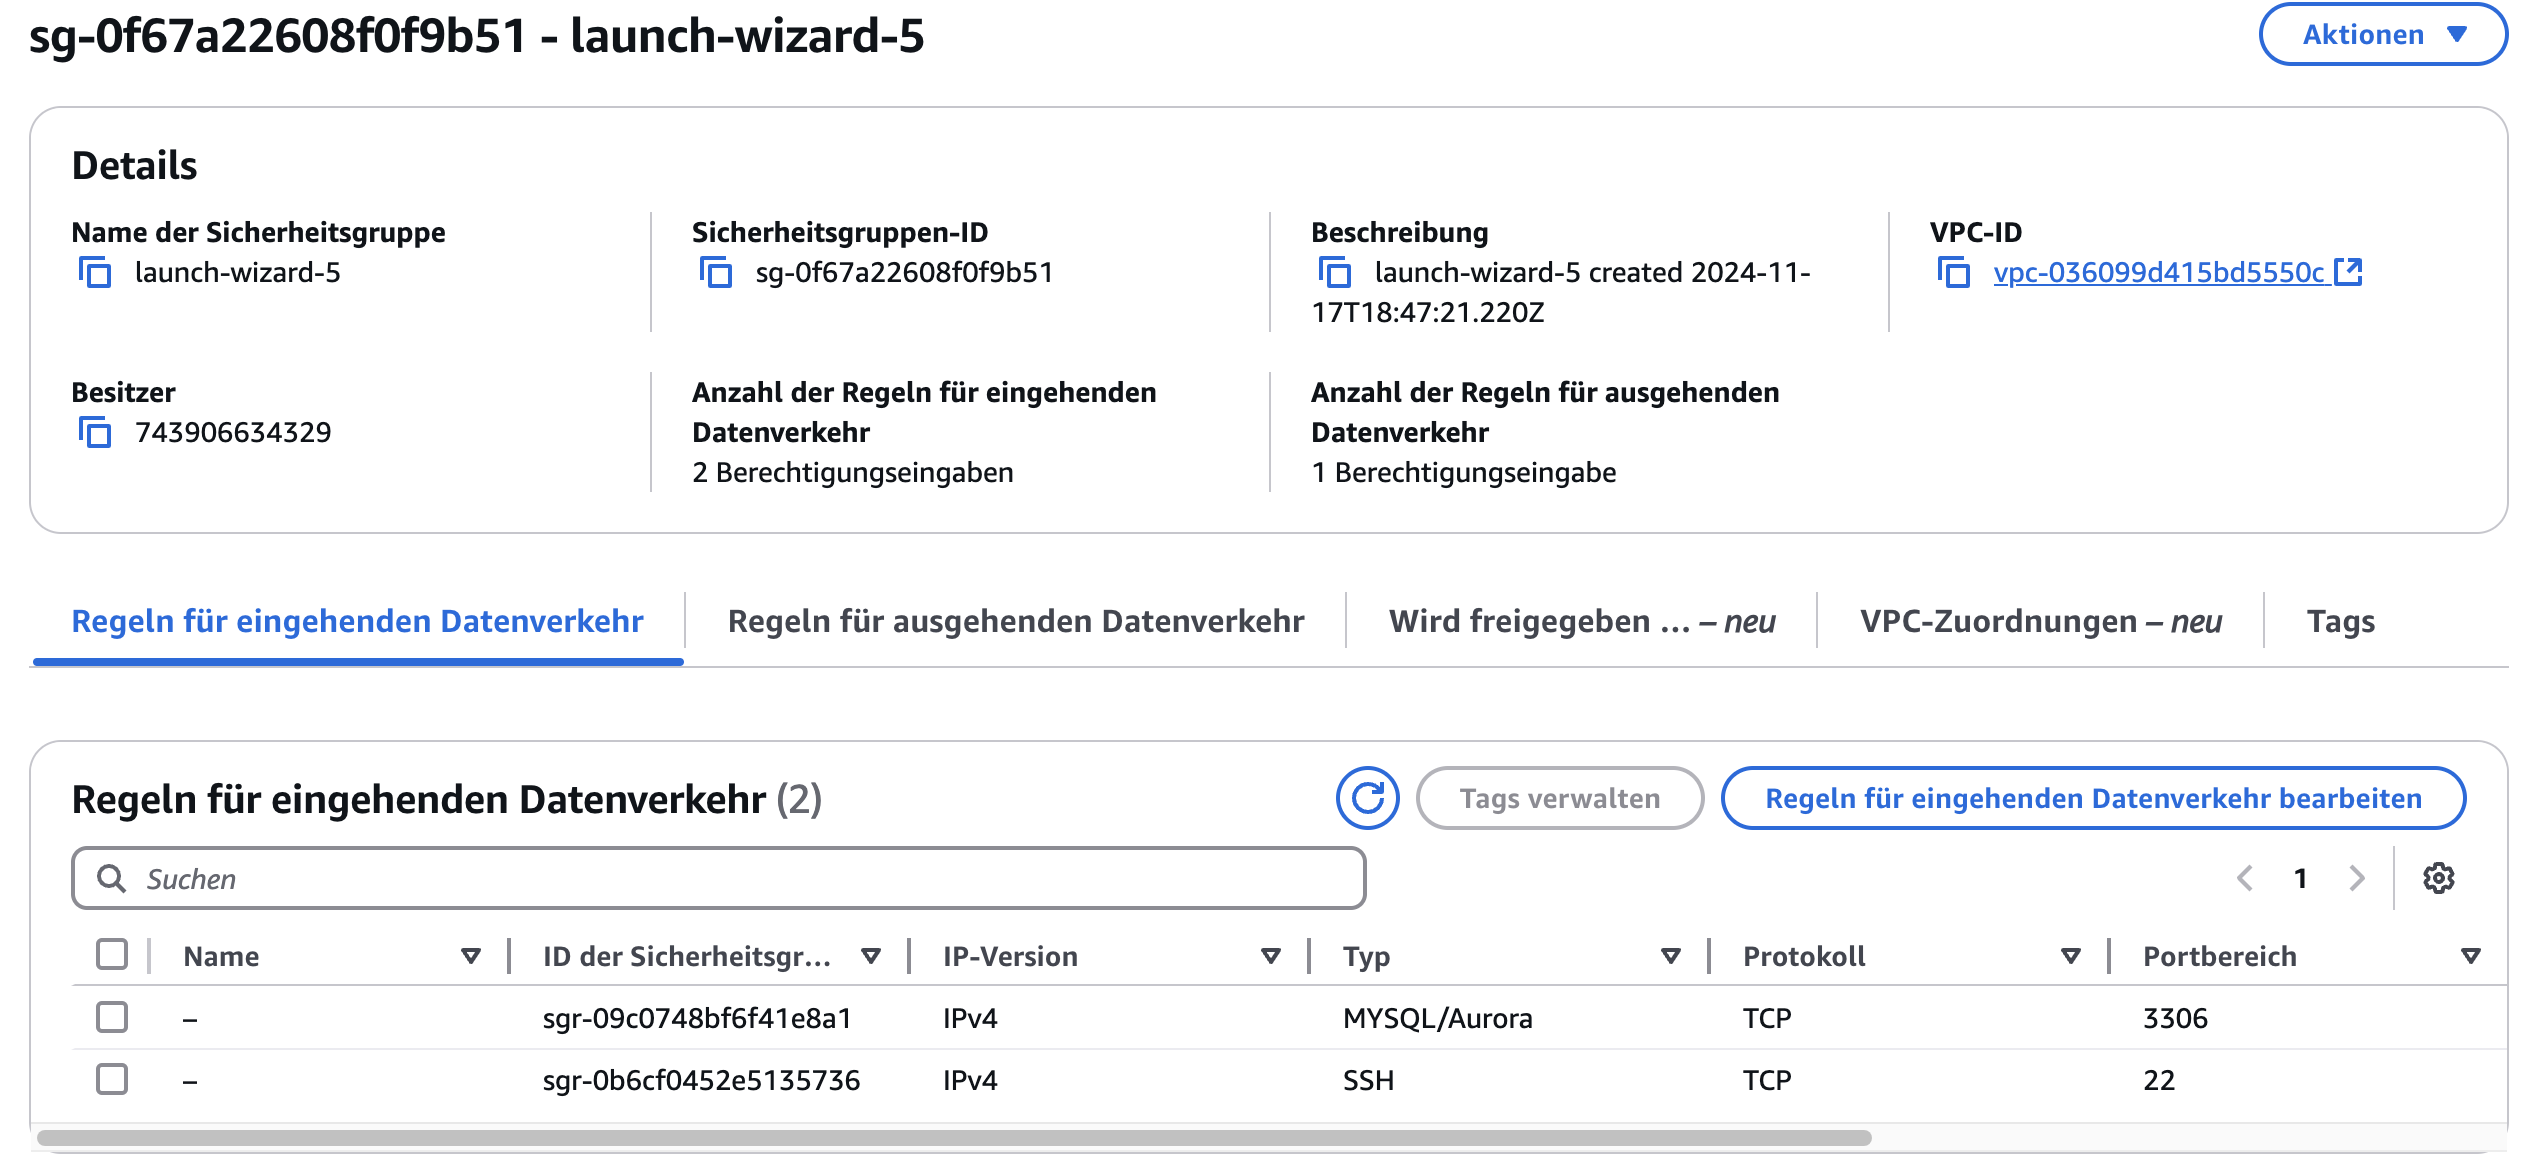 sg-0f67a22608f0f9b51 - launch-wizard-5
Aktionen
Details
Name der Sicherheitsgruppe
launch-wizard-5
Sicherheitsgruppen-ID
sg-0f67a22608f0f9b51
Beschreibung
launch-wizard-5 created 2024-11-
17T18:47:21.220Z
VPC-ID
vpc-036099d415bd5550c
Besitzer
743906634329
Anzahl der Regeln für eingehenden
Datenverkehr
2 Berechtigungseingaben
Anzahl der Regeln für ausgehenden
Datenverkehr
1 Berechtigungseingabe
Regeln für eingehenden Datenverkehr
Regeln für ausgehenden Datenverkehr
Wird freigegeben ... – neu
VPC-Zuordnungen – neu
Tags
Regeln für eingehenden Datenverkehr (2)
Tags verwalten
Regeln für eingehenden Datenverkehr bearbeiten
Suchen
1
Name ID der Sicherheitsgr... IP-Version Typ Protokoll Portbereich
– sgr-09c0748bf6f41e8a1 IPv4 MYSQL/Aurora TCP 3306
– sgr-0b6cf0452e5135736 IPv4 SSH TCP 22